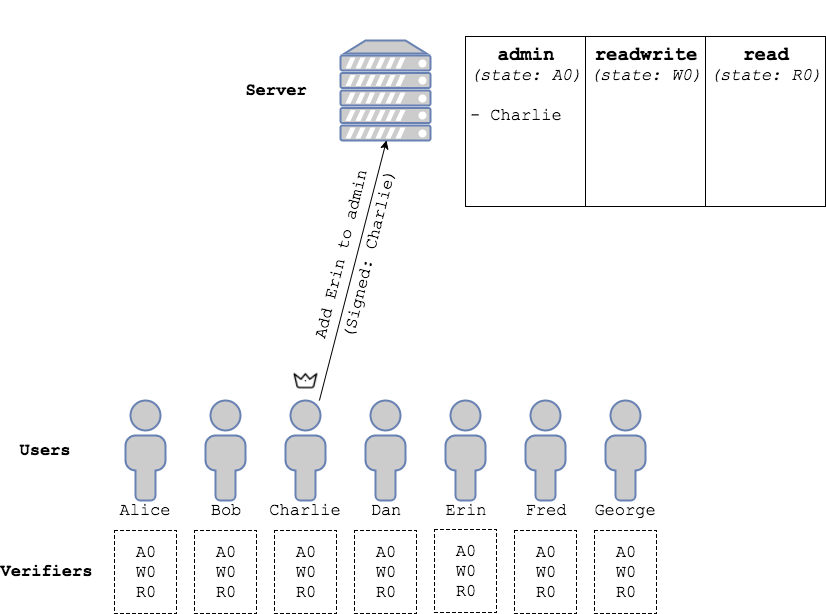 Server
admin readwrite read
(state: A0) (state: W0) (state: R0)
- Charlie
Add Erin to admin
(Signed: Charlie)
Users
Alice Bob Charlie Dan Erin Fred George
Verifiers
A0 A0 A0 A0 A0 A0 A0
W0 W0 W0 W0 W0 W0 W0
R0 R0 R0 R0 R0 R0 R0